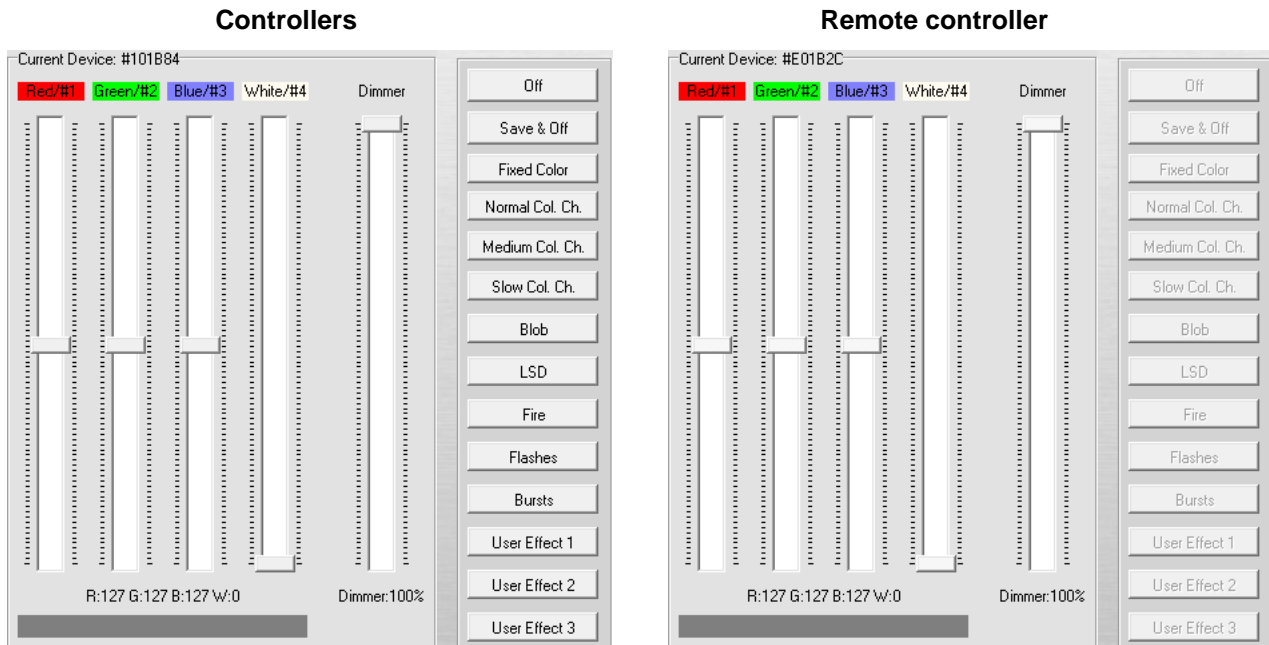 Controllers
Current Device: #101B84
Red/#1 Green/#2 Blue/#3 White/#4 Dimmer
R:127 G:127 B:127 W:0 Dimmer:100%
Off
Save & Off
Fixed Color
Normal Col. Ch.
Medium Col. Ch.
Slow Col. Ch.
Blob
LSD
Fire
Flashes
Bursts
User Effect 1
User Effect 2
User Effect 3
Remote controller
Current Device: #E01B2C
Red/#1 Green/#2 Blue/#3 White/#4 Dimmer
R:127 G:127 B:127 W:0 Dimmer:100%
Off
Save & Off
Fixed Color
Normal Col. Ch.
Medium Col. Ch.
Slow Col. Ch.
Blob
LSD
Fire
Flashes
Bursts
User Effect 1
User Effect 2
User Effect 3